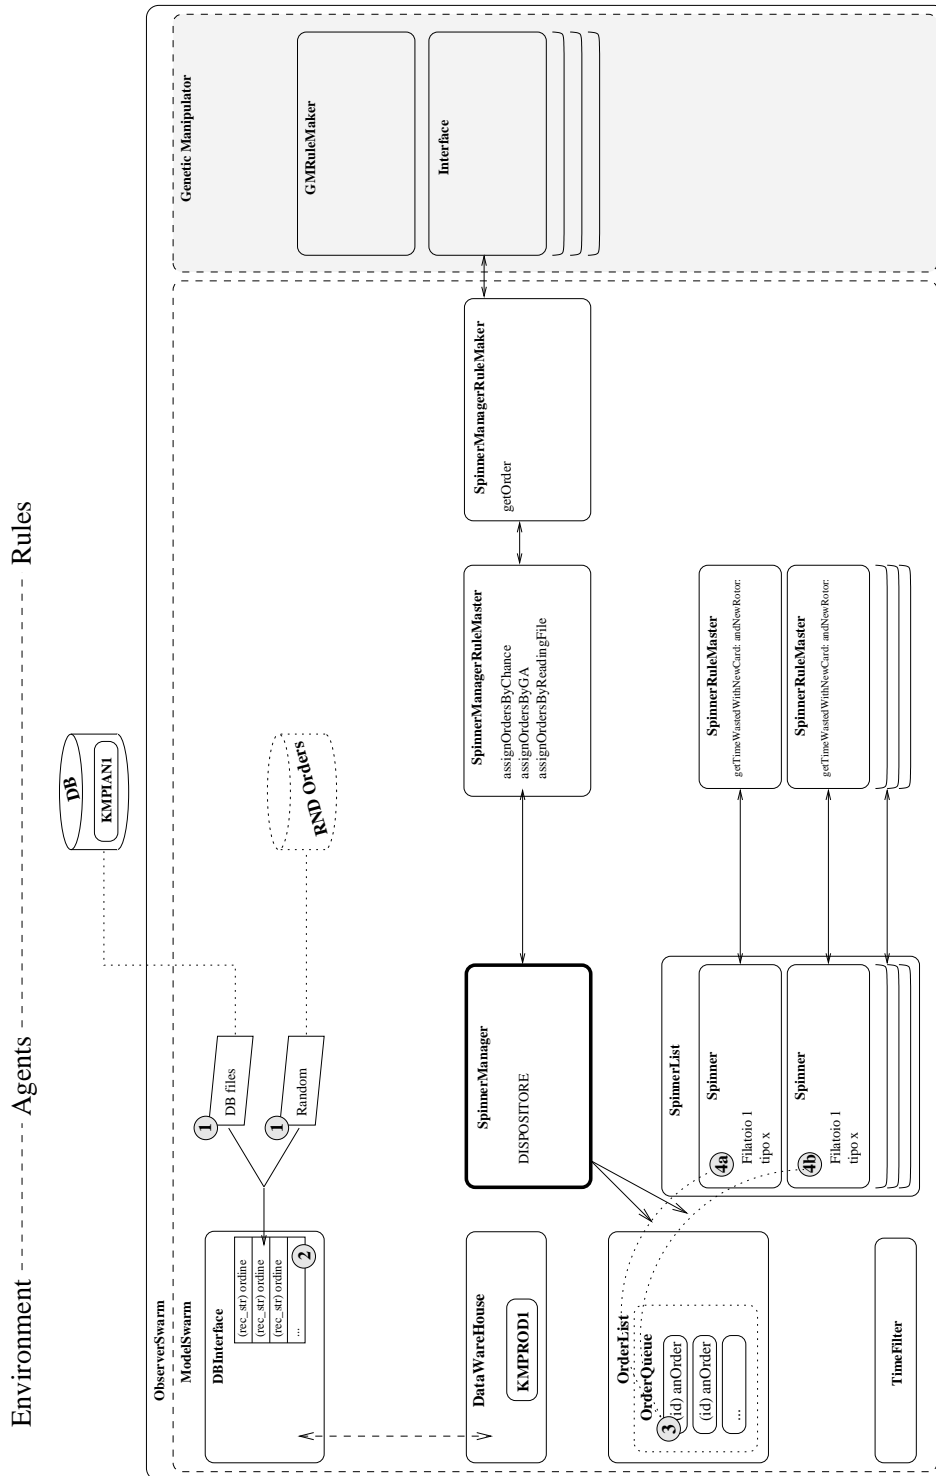 Environment --- Agents --- Rules
DB
KMPIAN1
ObserverSwarm
ModelSwarm
Genetic Manipulator
DBInterface
(rec_str) ordine
(rec_str) ordine
(rec_str) ordine
...
2
1
DB files
1
Random
RND Orders
GMRuleMaker
Interface
DataWareHouse
KMPROD1
SpinnerManager
DISPOSITORE
SpinnerManagerRuleMaster
assignOrdersByChance
assignOrdersByGA
assignOrdersByReadingFile
SpinnerManagerRuleMaker
getOrder
OrderList
OrderQueue
3
(id) anOrder
(id) anOrder
...
SpinnerList
Spinner
4a
Filatoio 1
tipo x
Spinner
4b
Filatoio 1
tipo x
SpinnerRuleMaster
getTimeWastedWithNewCard: andNewRotor:
SpinnerRuleMaster
getTimeWastedWithNewCard: andNewRotor:
TimeFilter